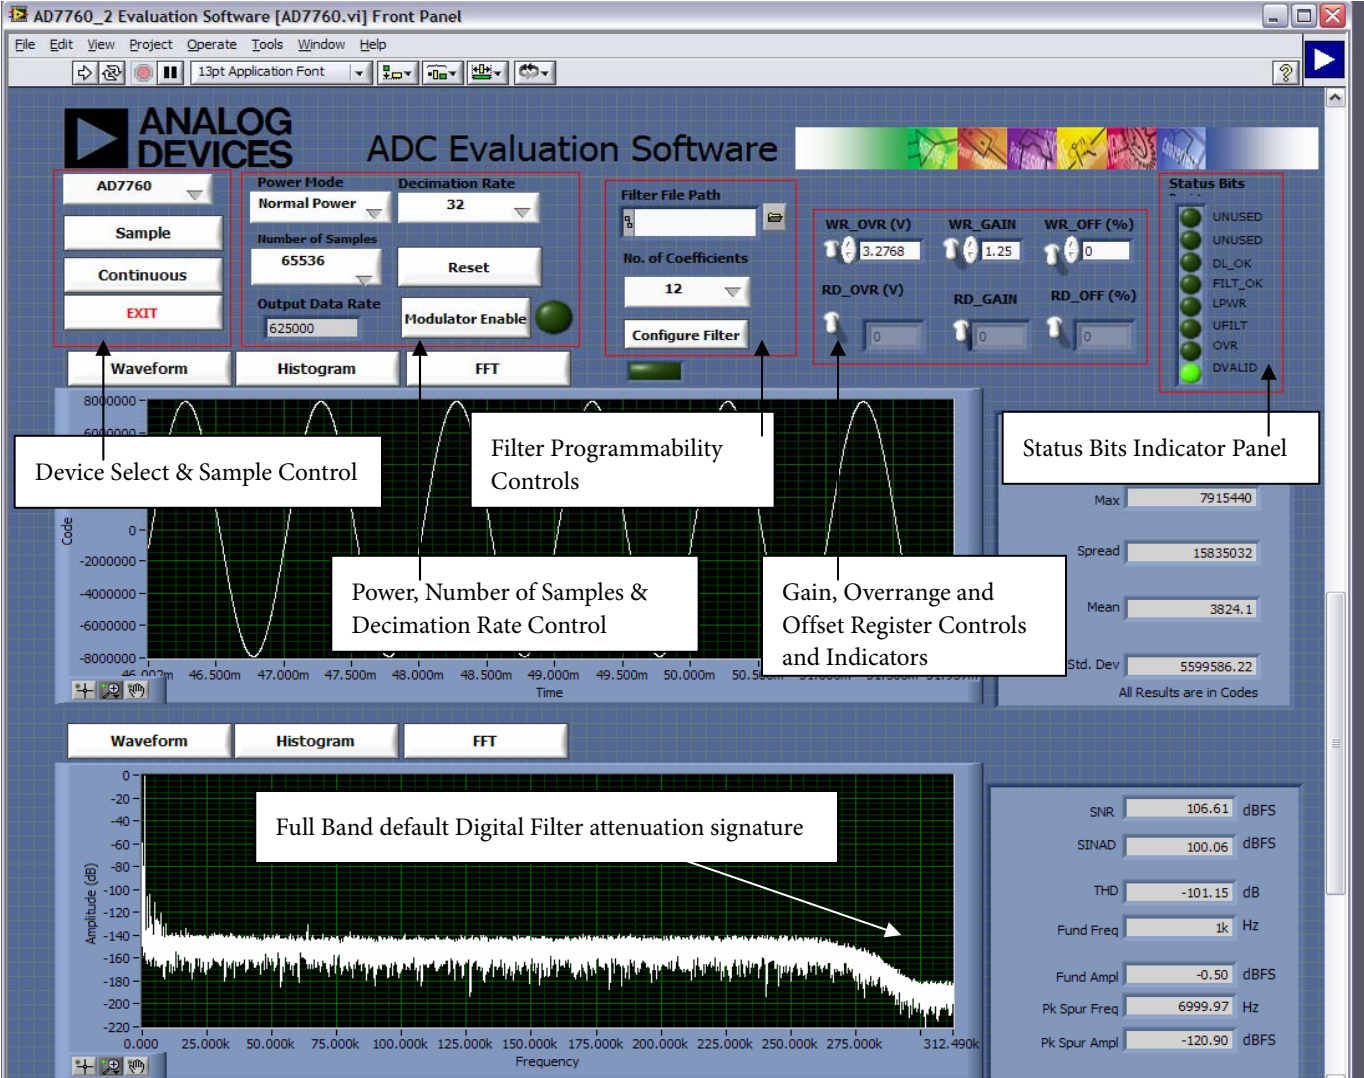 AD7760_2 Evaluation Software [AD7760.vi] Front Panel
File Edit View Project Operate Tools Window Help
13pt Application Font
ANALOG
DEVICES
ADC Evaluation Software
AD7760
Sample
Continuous
EXIT
Power Mode
Normal Power
Decimation Rate
32
Number of Samples
65536
Reset
Output Data Rate
625000
Modulator Enable
Filter File Path
No. of Coefficients
12
Configure Filter
WR_OVR (V) WR_GAIN WR_OFF (%)
3.2768 1.25 0
RD_OVR (V) RD_GAIN RD_OFF (%)
0 0 0
Status Bits
UNUSED
UNUSED
DL_OK
FILT_OK
LPWR
UFILT
OVR
DVALID
Waveform Histogram FFT
Device Select & Sample Control
Filter Programmability
Controls
Status Bits Indicator Panel
Power, Number of Samples &
Decimation Rate Control
Gain, Overrange and
Offset Register Controls
and Indicators
Code
8000000
6000000
0
-2000000
-4000000
-6000000
-8000000
46.002m 46.500m 47.000m 47.500m 48.000m 48.500m 49.000m 49.500m 50.000m
Time
Max 7915440
Spread 15835032
Mean 3824.1
Std. Dev 5599586.22
All Results are in Codes
Waveform Histogram FFT
Full Band default Digital Filter attenuation signature
Amplitude (dB)
0
-20
-40
-60
-80
-100
-120
-140
-160
-180
-200
-220
0.000 25.000k 50.000k 75.000k 100.000k 125.000k 150.000k 175.000k 200.000k 225.000k 250.000k 275.000k 312.490k
Frequency
SNR 106.61 dBFS
SINAD 100.06 dBFS
THD -101.15 dB
Fund Freq 1k Hz
Fund Ampl -0.50 dBFS
Pk Spur Freq 6999.97 Hz
Pk Spur Ampl -120.90 dBFS